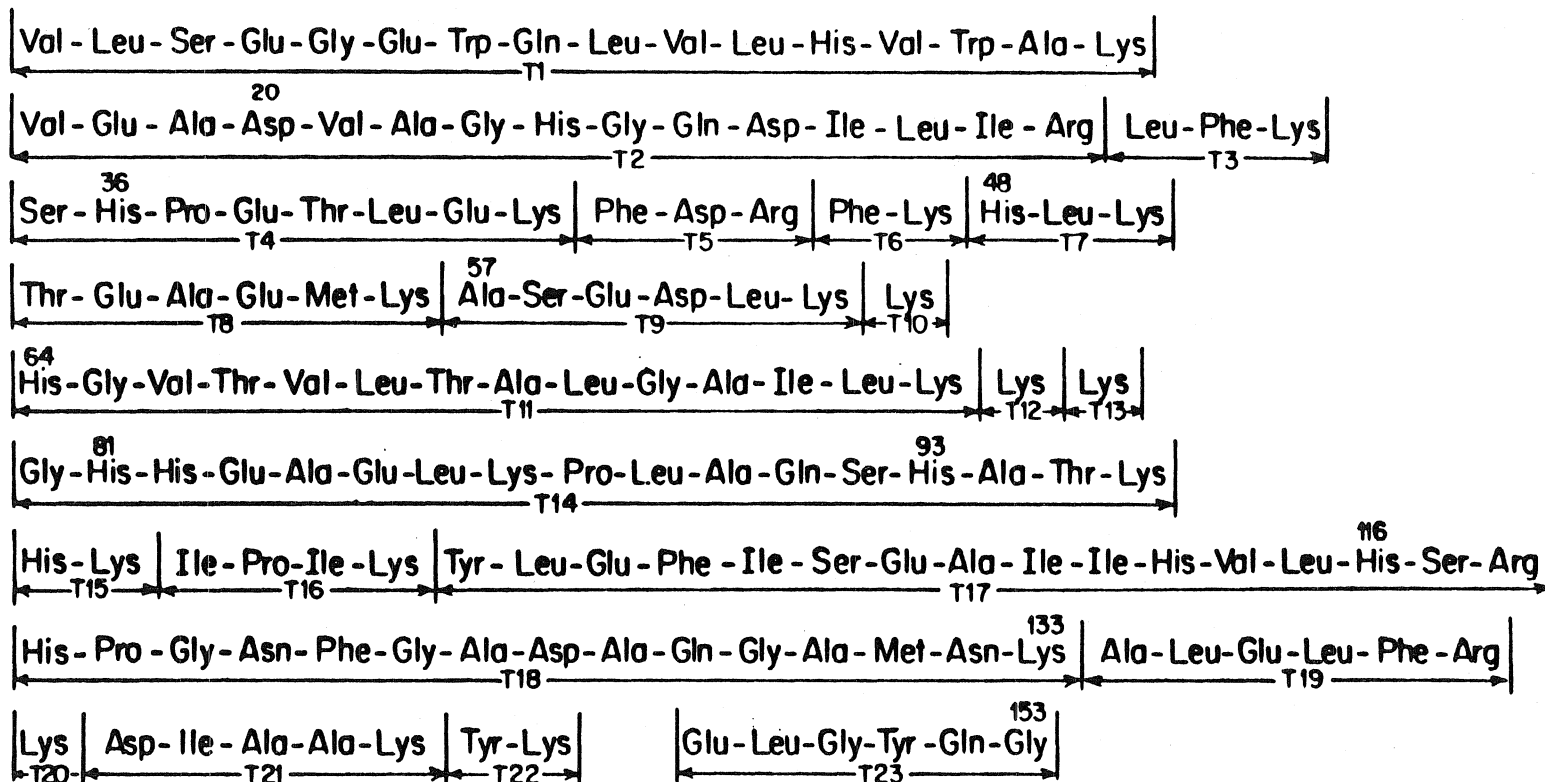 Val-Leu-Ser-Glu-Gly-Glu-Trp-Gln-Leu-Val-Leu-His-Val-Trp-Ala-Lys
T1
20
Val-Glu-Ala-Asp-Val-Ala-Gly-His-Gly-Gln-Asp-Ile-Leu-Ile-Arg Leu-Phe-Lys
T2 T3
36 48
Ser-His-Pro-Glu-Thr-Leu-Glu-Lys Phe-Asp-Arg Phe-Lys His-Leu-Lys
T4 T5 T6 T7
57
Thr-Glu-Ala-Glu-Met-Lys Ala-Ser-Glu-Asp-Leu-Lys Lys
T8 T9 T10
64
His-Gly-Val-Thr-Val-Leu-Thr-Ala-Leu-Gly-Ala-Ile-Leu-Lys Lys Lys
T11 T12 T13
81 93
Gly-His-His-Glu-Ala-Glu-Leu-Lys-Pro-Leu-Ala-Gln-Ser-His-Ala-Thr-Lys
T14
116
His-Lys Ile-Pro-Ile-Lys Tyr-Leu-Glu-Phe-Ile-Ser-Glu-Ala-Ile-Ile-His-Val-Leu-His-Ser-Arg
T15 T16 T17
133
His-Pro-Gly-Asn-Phe-Gly-Ala-Asp-Ala-Gln-Gly-Ala-Met-Asn-Lys Ala-Leu-Glu-Leu-Phe-Arg
T18 T19
153
Lys Asp-Ile-Ala-Ala-Lys Tyr-Lys Glu-Leu-Gly-Tyr-Gln-Gly
T20 T21 T22 T23